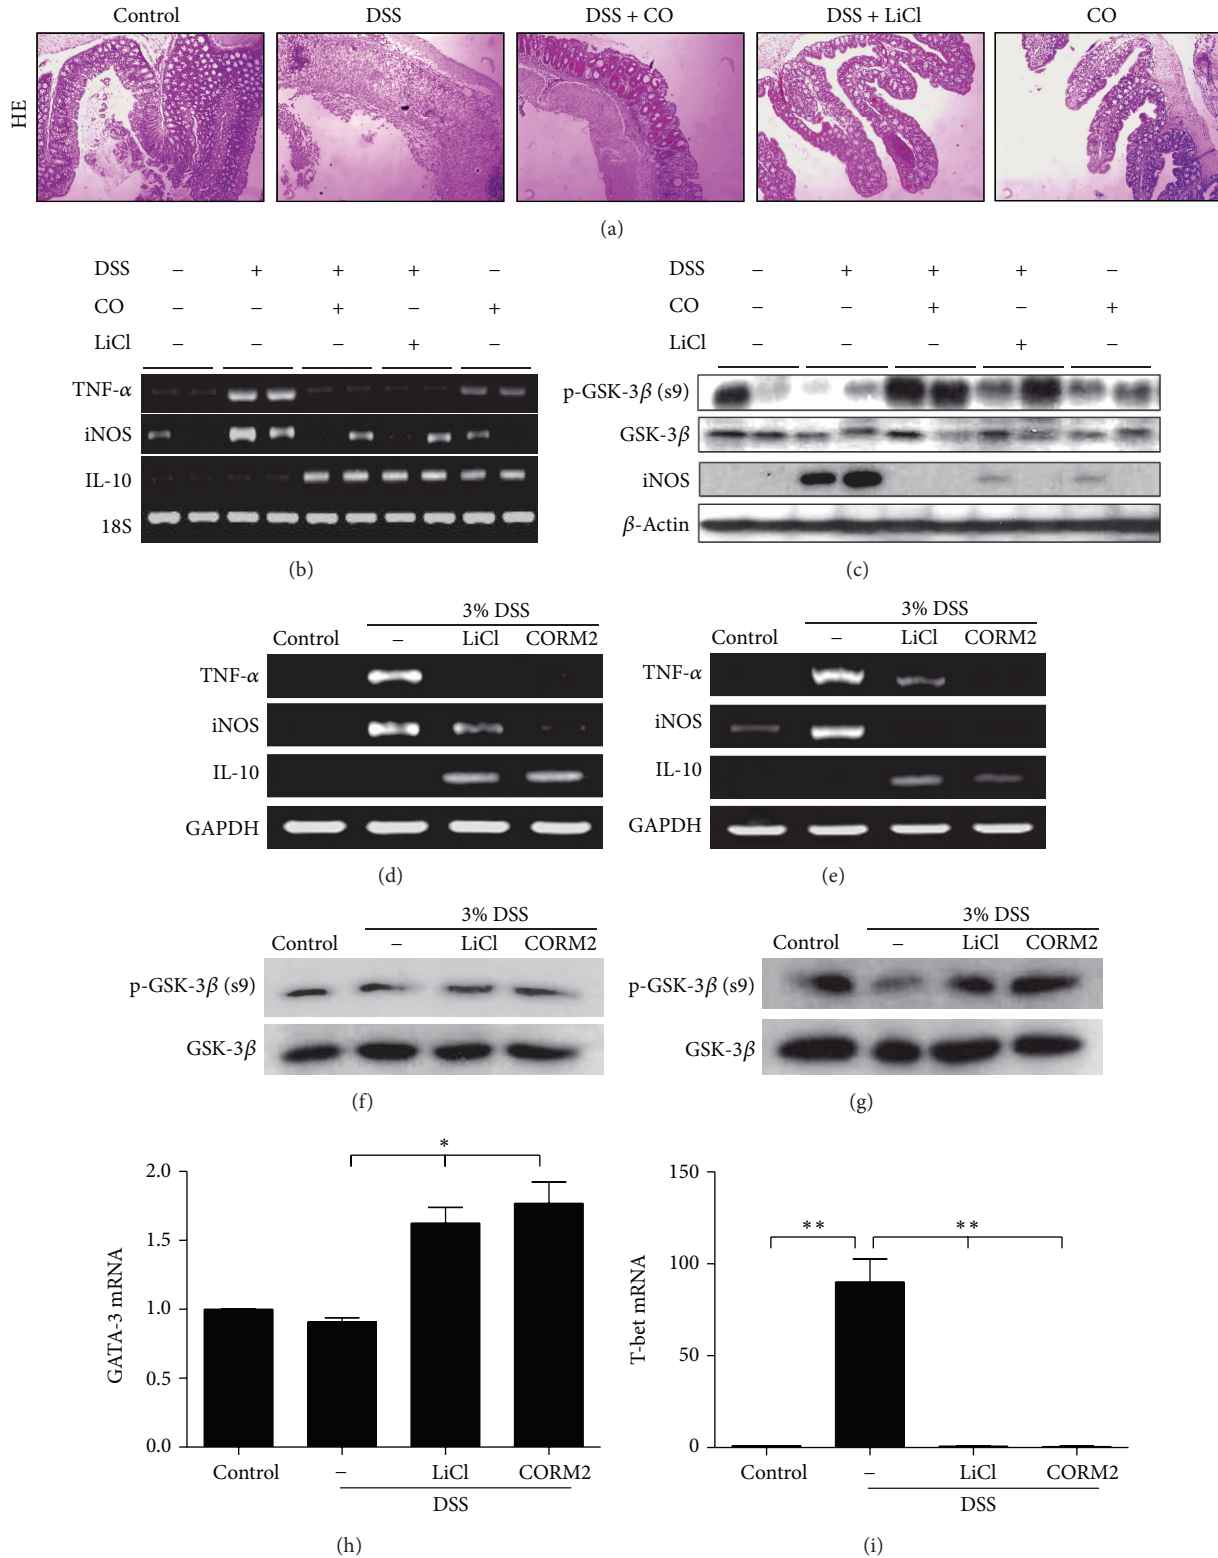 Control DSS DSS + CO DSS + LiCl CO
HE
(a)
DSS − + + + −
CO − − + − +
LiCl − − − + −
TNF-α
iNOS
IL-10
18S
(b)
DSS − + + + −
CO − − + − +
LiCl − − − + −
p-GSK-3β (s9)
GSK-3β
iNOS
β-Actin
(c)
3% DSS
Control − LiCl CORM2
TNF-α
iNOS
IL-10
GAPDH
(d)
3% DSS
Control − LiCl CORM2
TNF-α
iNOS
IL-10
GAPDH
(e)
3% DSS
Control − LiCl CORM2
p-GSK-3β (s9)
GSK-3β
(f)
3% DSS
Control − LiCl CORM2
p-GSK-3β (s9)
GSK-3β
(g)
*
2.0
1.5
1.0
0.5
0.0
GATA-3 mRNA
Control − LiCl CORM2
DSS
(h)
** **
150
100
50
0
T-bet mRNA
Control − LiCl CORM2
DSS
(i)